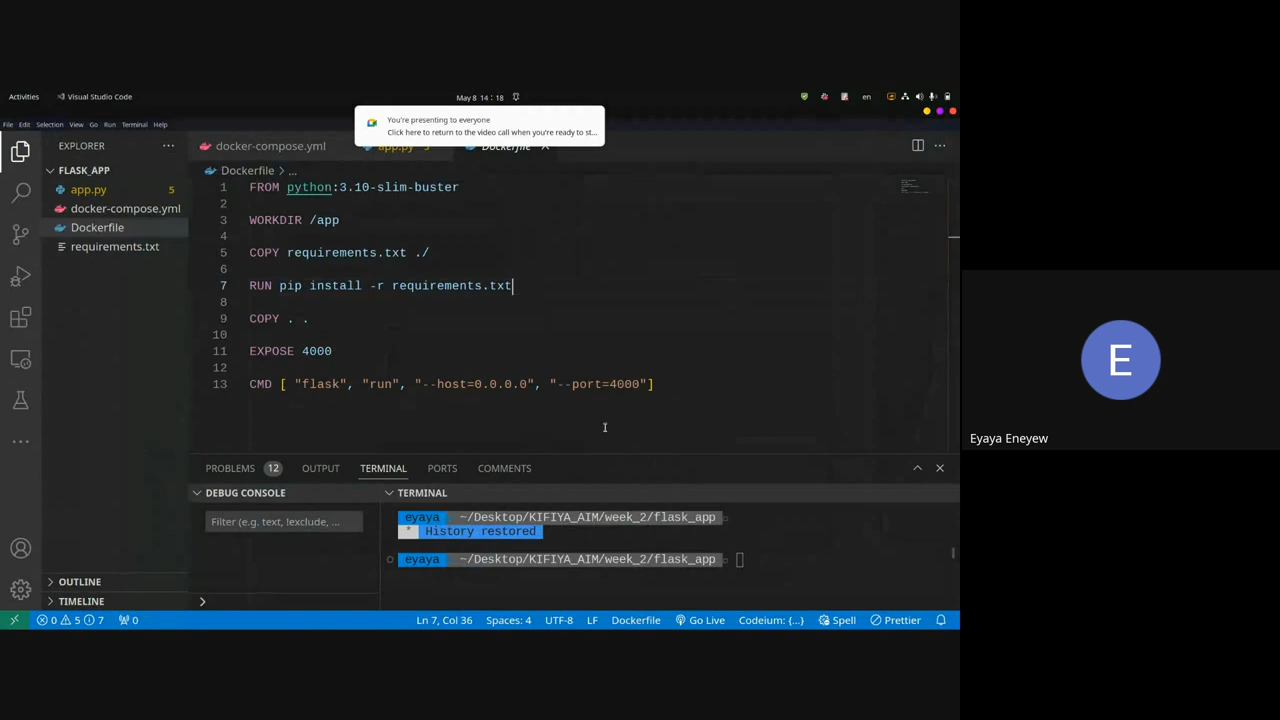 Activities
Visual Studio Code
May 8 14:18
en
File Edit Selection View Go Run Terminal Help
You're presenting to everyone
Click here to return to the video call when you're ready to st...
EXPLORER
docker-compose.yml
app.py 5
Dockerfile
FLASK_APP
app.py 5
docker-compose.yml
Dockerfile
requirements.txt
Dockerfile > ...
1 FROM python:3.10-slim-buster
2
3 WORKDIR /app
4
5 COPY requirements.txt ./
6
7 RUN pip install -r requirements.txt
8
9 COPY . .
10
11 EXPOSE 4000
12
13 CMD [ "flask", "run", "--host=0.0.0.0", "--port=4000"]
PROBLEMS 12 OUTPUT TERMINAL PORTS COMMENTS
DEBUG CONSOLE
Filter (e.g. text, !exclude, ...
TERMINAL
eyaya ~/Desktop/KIFIYA_AIM/week_2/flask_app
* History restored
eyaya ~/Desktop/KIFIYA_AIM/week_2/flask_app
OUTLINE
TIMELINE
0 5 7 0
Ln 7, Col 36 Spaces: 4 UTF-8 LF Dockerfile Go Live Codeium: {...} Spell Prettier
E
Eyaya Eneyew